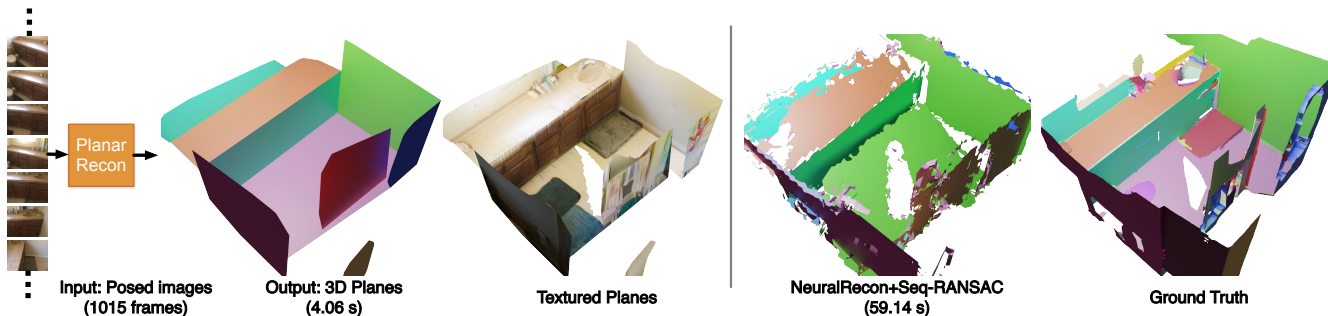 Planar
Recon
Input: Posed images
(1015 frames)
Output: 3D Planes
(4.06 s)
Textured Planes
NeuralRecon+Seq-RANSAC
(59.14 s)
Ground Truth